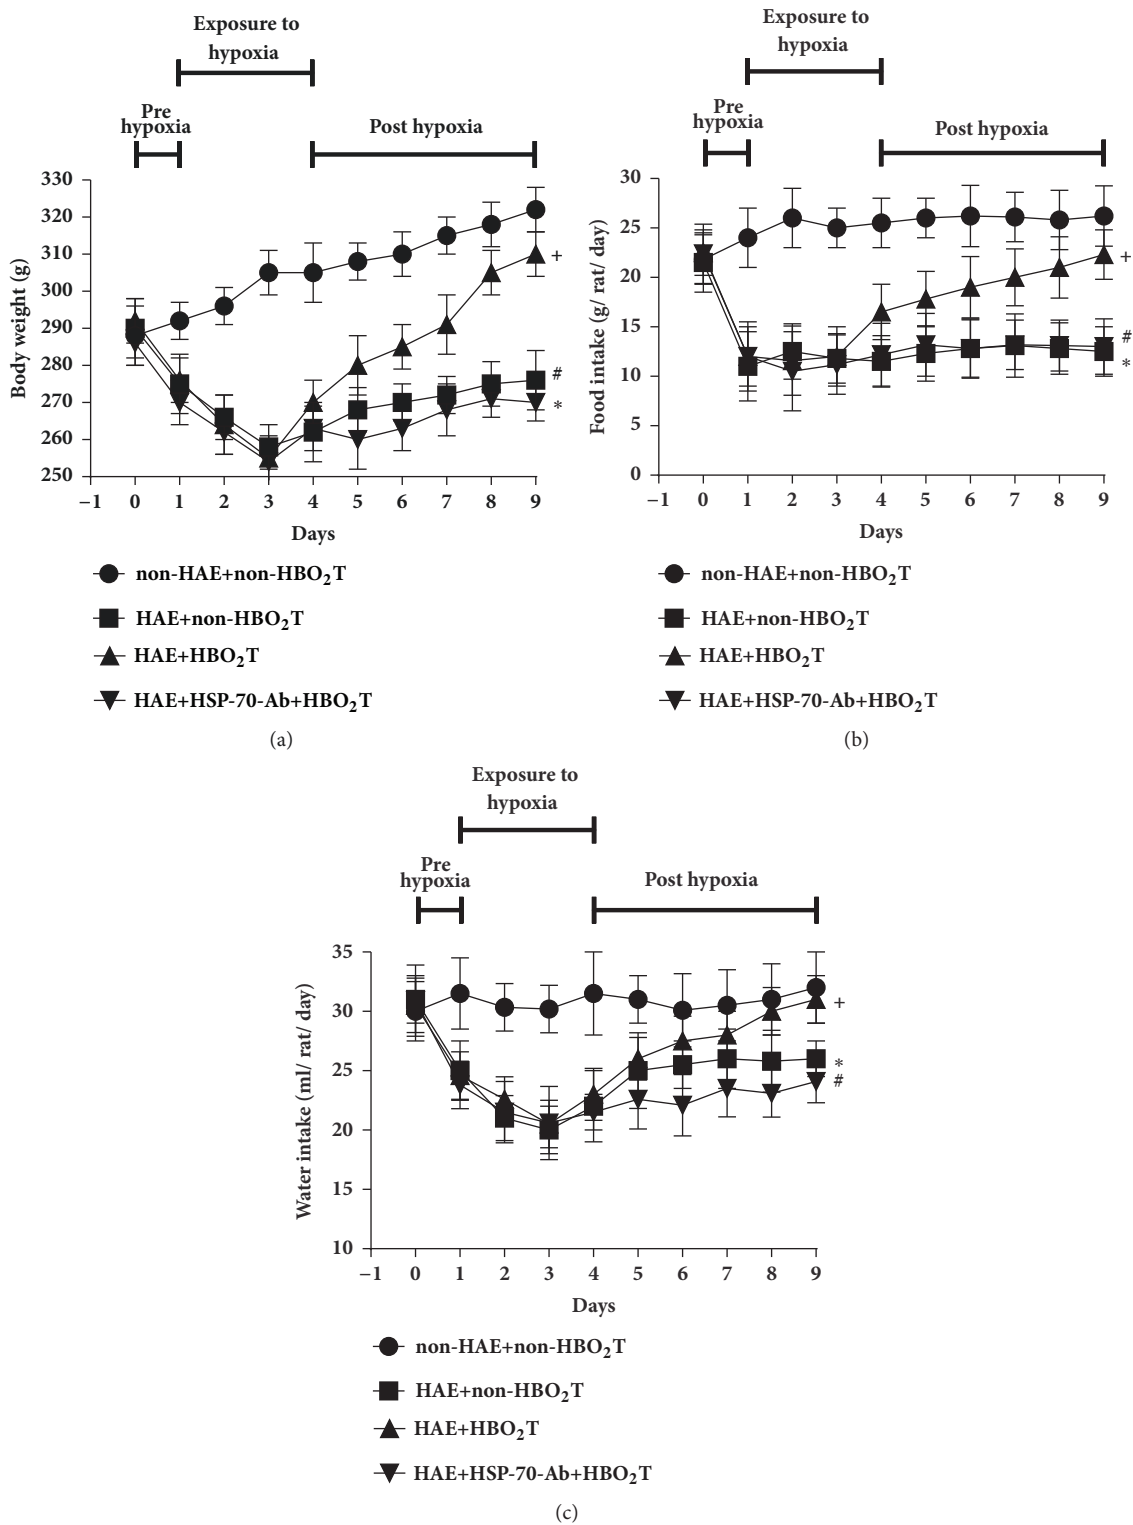 Exposure to
hypoxia
Pre
hypoxia
Post hypoxia
330
320
310
300
290
280
270
260
250
Body weight (g)
+
#
*
−1 0 1 2 3 4 5 6 7 8 9
Days
non-HAE+non-HBO2T
HAE+non-HBO2T
HAE+HBO2T
HAE+HSP-70-Ab+HBO2T
(a)
Exposure to
hypoxia
Pre
hypoxia
Post hypoxia
30
25
20
15
10
5
0
Food intake (g/ rat/ day)
+
#
*
−1 0 1 2 3 4 5 6 7 8 9
Days
non-HAE+non-HBO2T
HAE+non-HBO2T
HAE+HBO2T
HAE+HSP-70-Ab+HBO2T
(b)
Exposure to
hypoxia
Pre
hypoxia
Post hypoxia
35
30
25
20
15
10
Water intake (ml/ rat/ day)
+
*
#
−1 0 1 2 3 4 5 6 7 8 9
Days
non-HAE+non-HBO2T
HAE+non-HBO2T
HAE+HBO2T
HAE+HSP-70-Ab+HBO2T
(c)